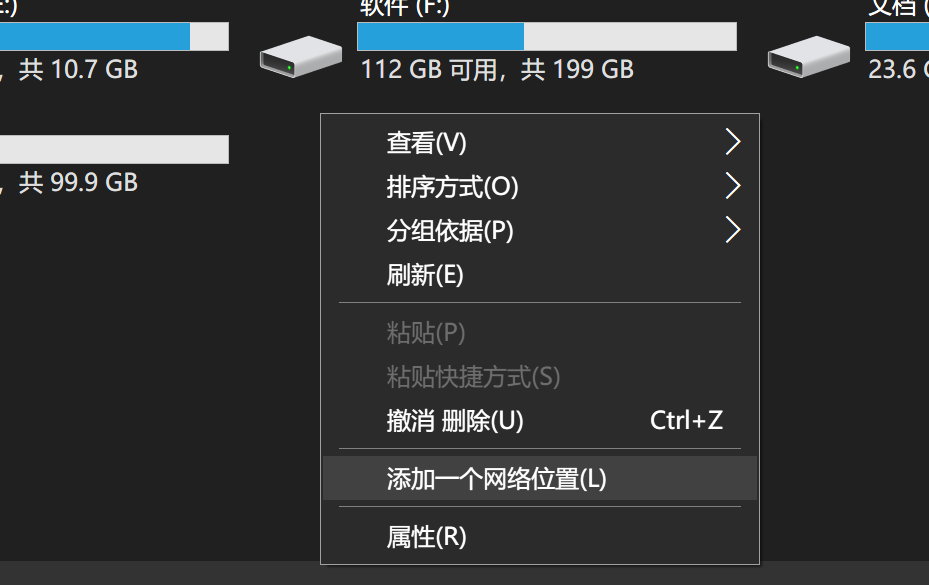 :)
软件 (F:)
文档 (
，共 10.7 GB
112 GB 可用，共 199 GB
23.6
，共 99.9 GB
查看(V)
排序方式(O)
分组依据(P)
刷新(E)
粘贴(P)
粘贴快捷方式(S)
撤消 删除(U) Ctrl+Z
添加一个网络位置(L)
属性(R)